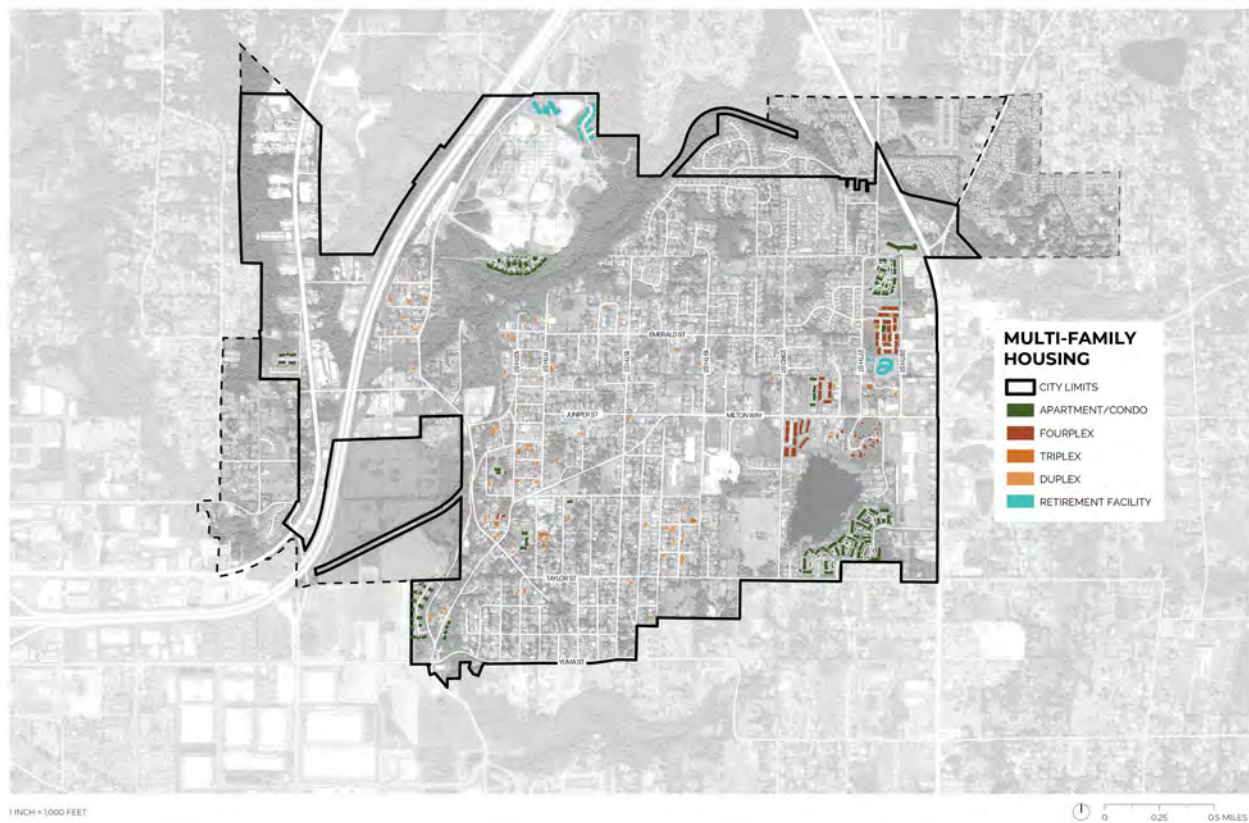 MULTI-FAMILY
HOUSING
CITY LIMITS
APARTMENT/CONDO
FOURPLEX
TRIPLEX
DUPLEX
RETIREMENT FACILITY
EMERALD ST
JUNIPER ST
MILTON WAY
TAYLOR ST
YUMA ST
1 INCH = 1,000 FEET
0 0.25 0.5 MILES